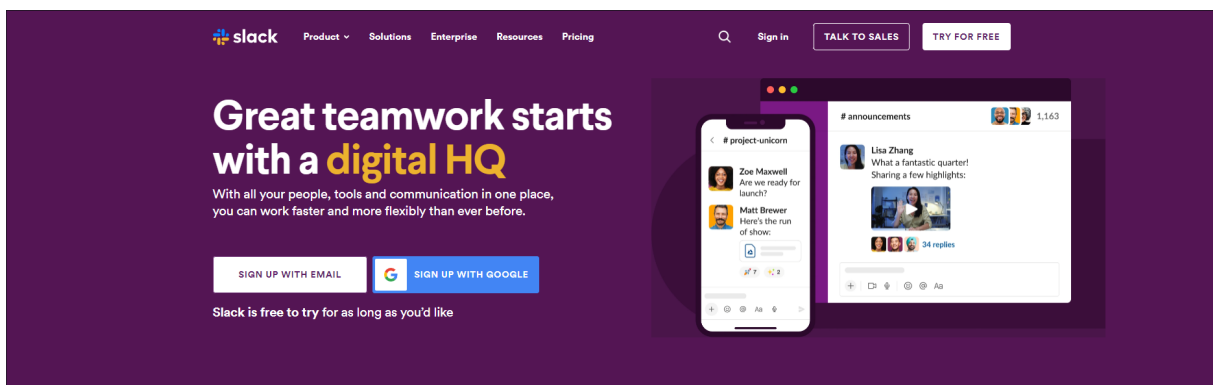 slack
Product
Solutions
Enterprise
Resources
Pricing
Sign in
TALK TO SALES
TRY FOR FREE
Great teamwork starts
with a digital HQ
With all your people, tools and communication in one place,
you can work faster and more flexibly than ever before.
SIGN UP WITH EMAIL
G
SIGN UP WITH GOOGLE
Slack is free to try for as long as you'd like
# project-unicorn
Zoe Maxwell
Are we ready for
launch?
Matt Brewer
Here's the run
of show:
7
2
@ Aa
# announcements
1,163
Lisa Zhang
What a fantastic quarter!
Sharing a few highlights:
34 replies
+
@ Aa